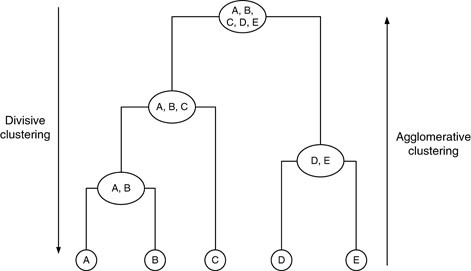 A, B,
C, D, E
A, B, C
Divisive
clustering
Agglomerative
clustering
D, E
A, B
A
B
C
D
E